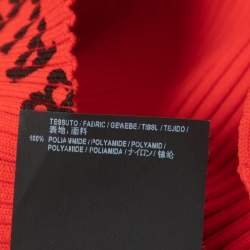 TESSUTO / FABRIC / GEWEBE / TISSU / TEJIDO /
表地 / 面料
100% POLIAMMIDE / POLYAMIDE / POLYAMID /
POLYAMIDE / POLIAMIDA / ナイロン / 锦纶